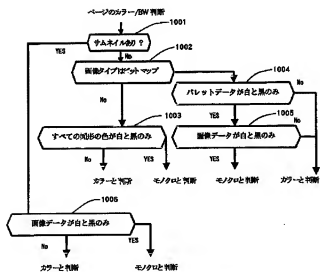 ページのカラー/BW判断
1001
YES
サムネイルあり？
No
1002
画像タイプはビットマップ
No
YES
1004
パレットデータが白と黒のみ
No
1003
YES
1005
すべての図形の色が白と黒のみ
画像データが白と黒のみ
No
No
YES
YES
カラーと判断
モノクロと判断
モノクロと判断
カラーと判断
1006
画像データが白と黒のみ
No
YES
カラーと判断
モノクロと判断